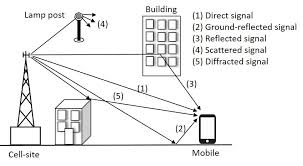 Lamp post
Building
(1) Direct signal
(2) Ground-reflected signal
(3) Reflected signal
(4) Scattered signal
(5) Diffracted signal
(4)
(3)
(1)
(5)
(2)
Cell-site
Mobile